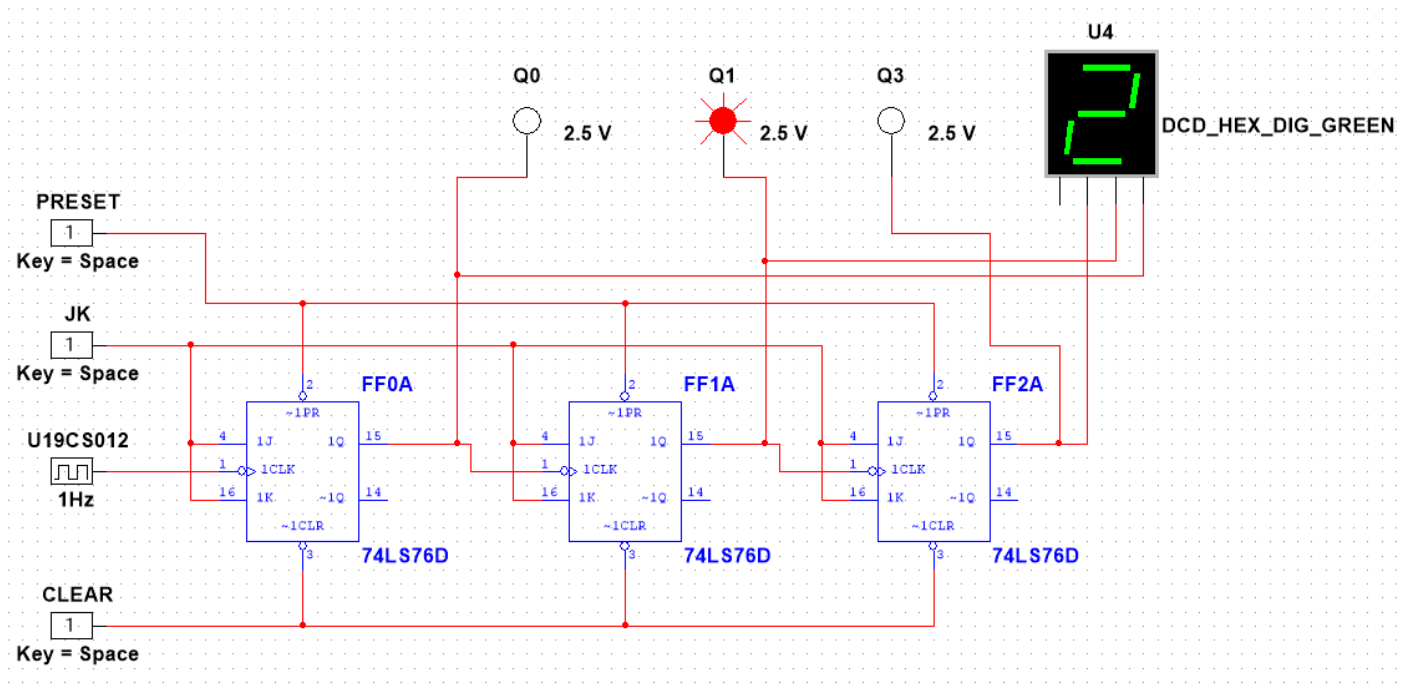 U4
Q0
Q1
Q3
2.5 V
2.5 V
2.5 V
2
DCD_HEX_DIG_GREEN
PRESET
1
Key = Space
JK
1
Key = Space
2
FF0A
2
FF1A
2
FF2A
~1PR
~1PR
~1PR
4
1J
1Q
15
4
1J
1Q
15
4
1J
1Q
15
U19CS012
1
1CLK
1
1CLK
1
1CLK
1Hz
16
1K
~1Q
14
16
1K
~1Q
14
16
1K
~1Q
14
~1CLR
~1CLR
~1CLR
3
74LS76D
3
74LS76D
3
74LS76D
CLEAR
1
Key = Space